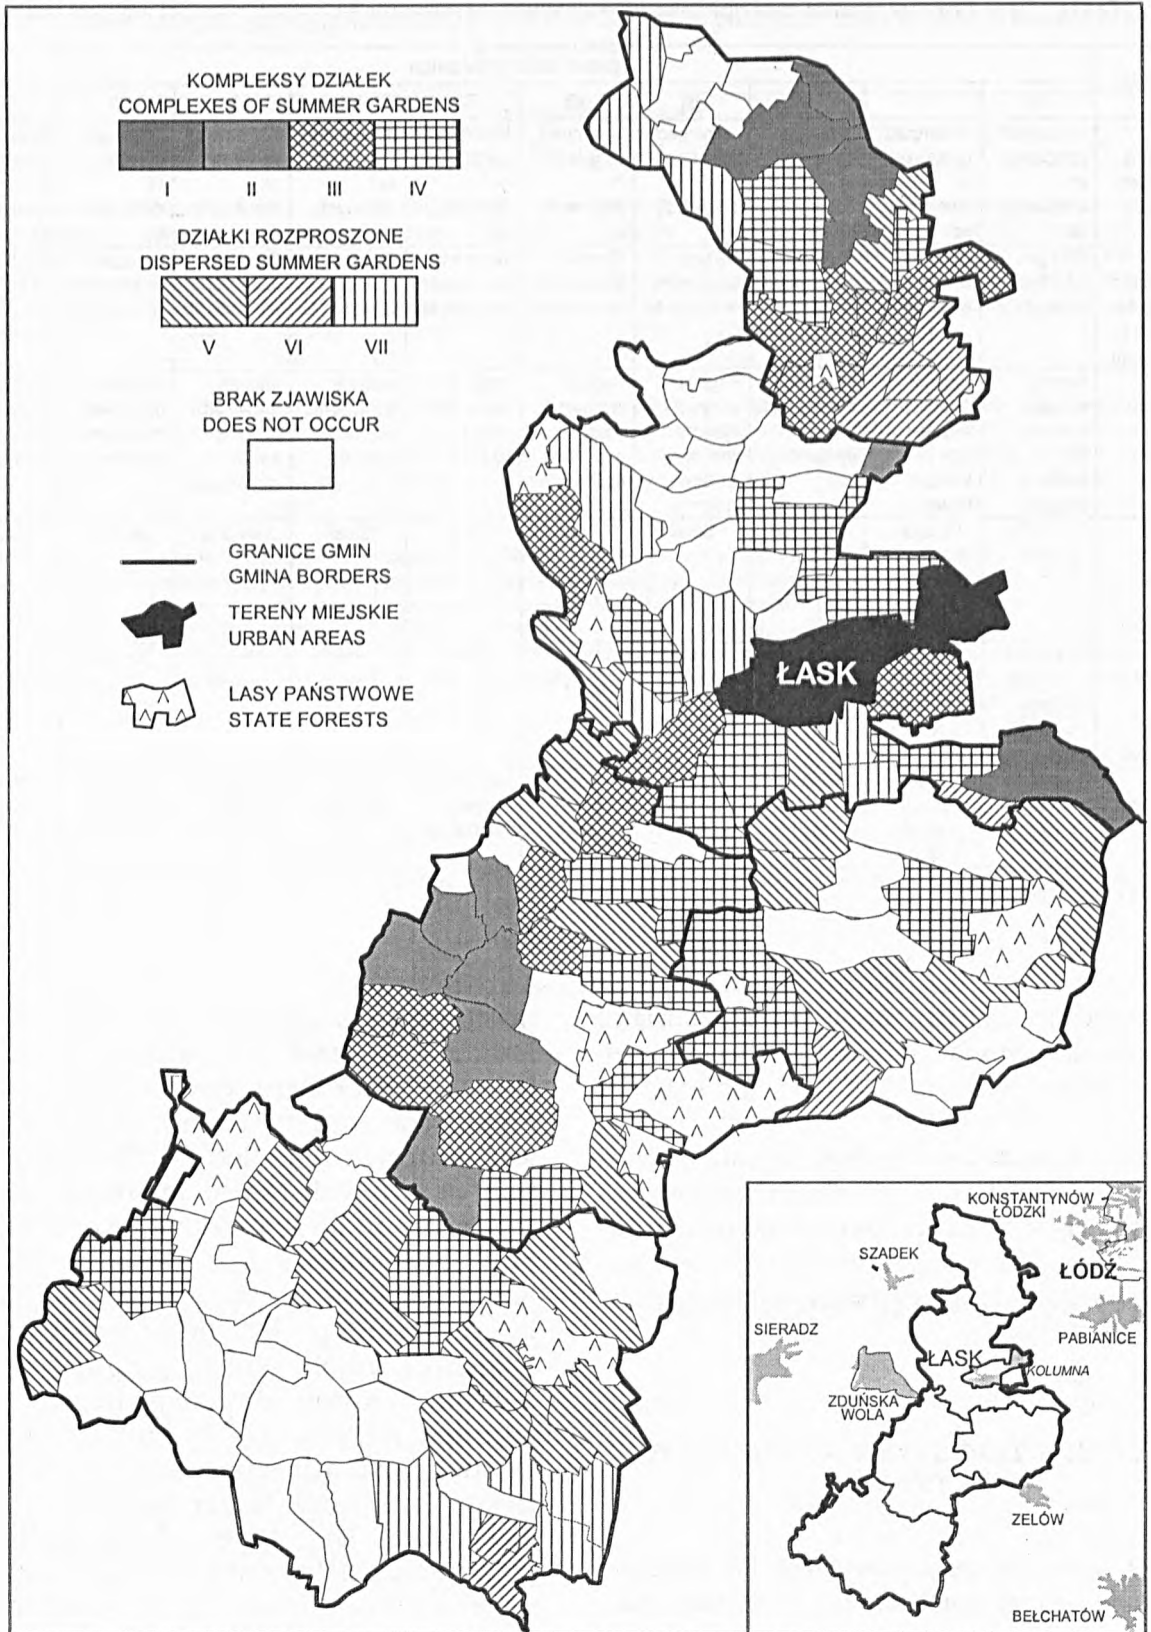 KOMPLEKSY DZIAŁEK
COMPLEXES OF SUMMER GARDENS
I II III IV
DZIAŁKI ROZPROSZONE
DISPERSED SUMMER GARDENS
V VI VII
BRAK ZJAWISKA
DOES NOT OCCUR
GRANICE GMIN
GMINA BORDERS
TERENY MIEJSKIE
URBAN AREAS
LASY PAŃSTWOWE
STATE FORESTS
ŁASK
KONSTANTYNÓW
ŁÓDZKI
SZADEK
ŁÓDŹ
SIERADZ
PABIANICE
ŁASK
KOLUMNA
ZDUŃSKA
WOLA
ZELÓW
BEŁCHATÓW